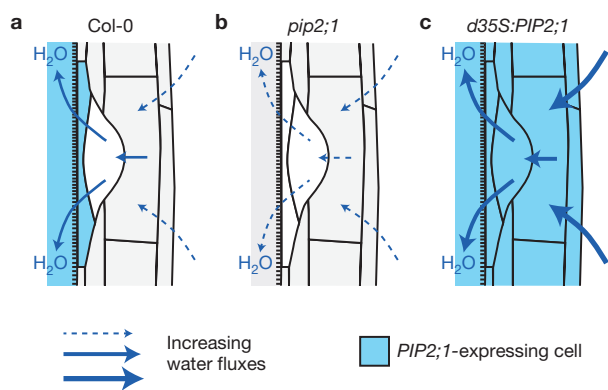 a Col-0 b pip2;1 c d35S:PIP2;1
H₂O H₂O H₂O
H₂O H₂O H₂O
Increasing
water fluxes
PIP2;1-expressing cell